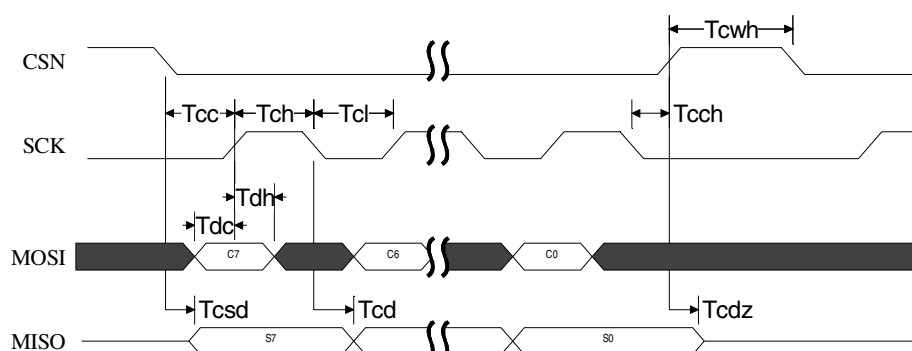 Tcwh
CSN
Tcc Tch Tcl Tcch
SCK
Tdh
Tdc
MOSI C7 C6 C0
Tcsd Tcd Tcdz
MISO S7 S0